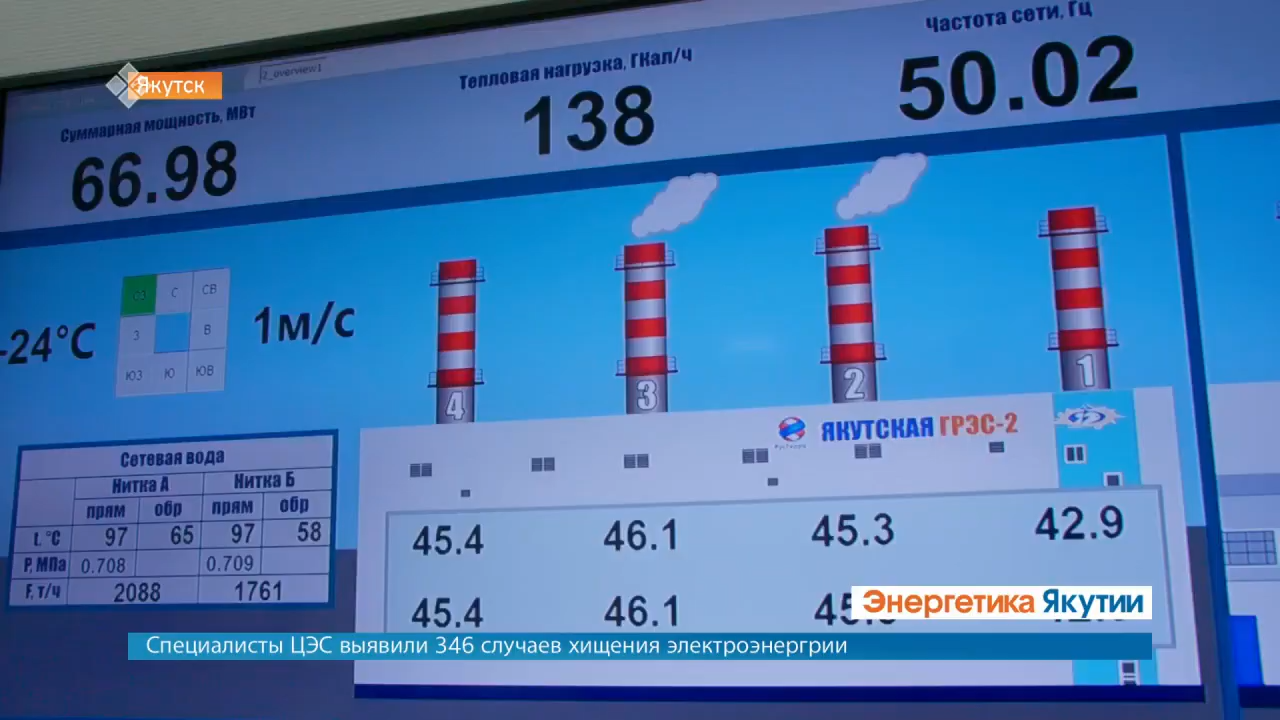 Якутск
z_overview1
Суммарная мощность, МВт
66.98
Тепловая нагрузка, ГКал/ч
138
Частота сети, Гц
50.02
-24°C
СЗ С СВ
З В
ЮЗ Ю ЮВ
1м/с
4
3
2
1
ЯКУТСКАЯ ГРЭС-2
Сетевая вода
Нитка А Нитка Б
прям обр прям обр
t, °C 97 65 97 58
P, МПа 0.708 0.709
F, т/ч 2088 1761
45.4 46.1 45.3 42.9
45.4 46.1
Энергетика Якутии
Специалисты ЦЭС выявили 346 случаев хищения электроэнергрии